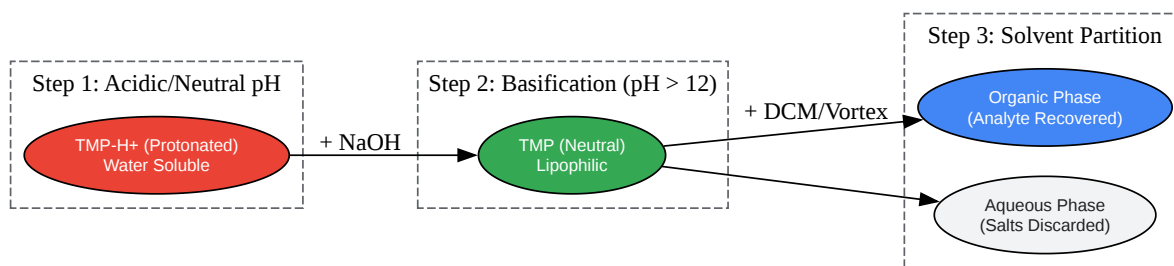 Step 1: Acidic/Neutral pH
TMP-H+ (Protonated)
Water Soluble
+ NaOH
Step 2: Basification (pH > 12)
TMP (Neutral)
Lipophilic
+ DCM/Vortex
Step 3: Solvent Partition
Organic Phase
(Analyte Recovered)
Aqueous Phase
(Salts Discarded)